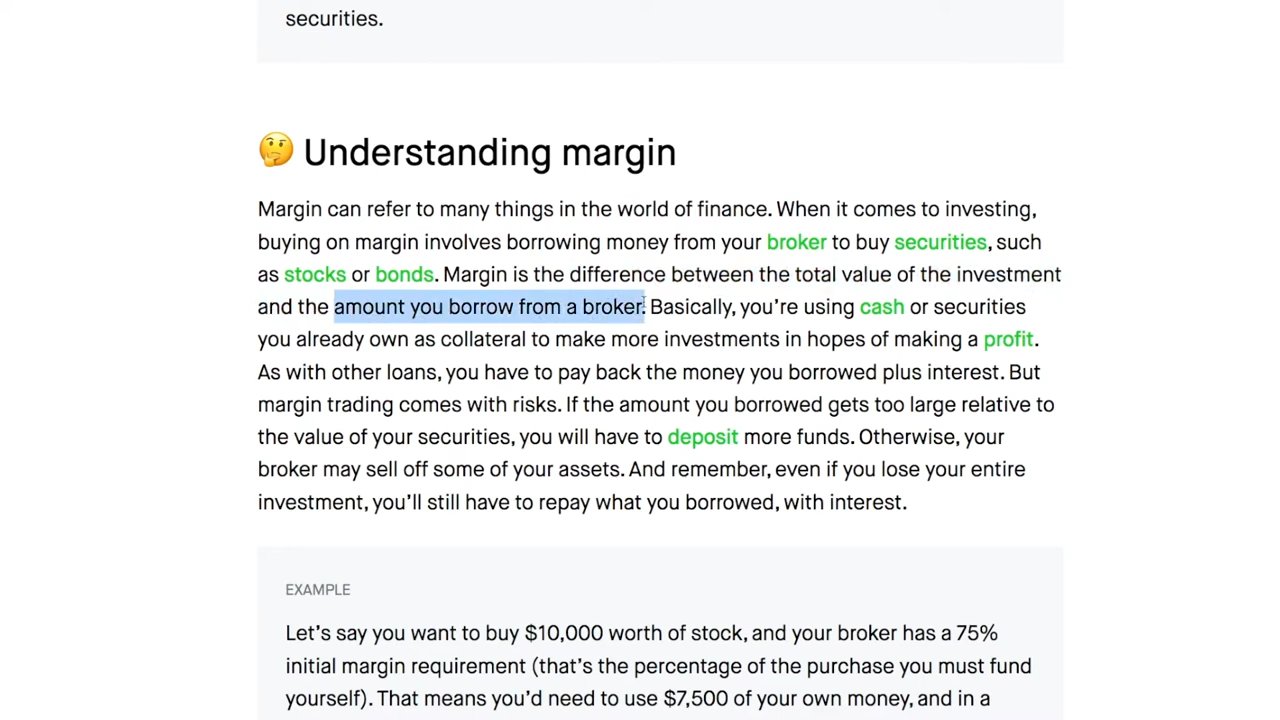 securities.
🤔 Understanding margin
Margin can refer to many things in the world of finance. When it comes to investing,
buying on margin involves borrowing money from your broker to buy securities, such
as stocks or bonds. Margin is the difference between the total value of the investment
and the amount you borrow from a broker. Basically, you’re using cash or securities
you already own as collateral to make more investments in hopes of making a profit.
As with other loans, you have to pay back the money you borrowed plus interest. But
margin trading comes with risks. If the amount you borrowed gets too large relative to
the value of your securities, you will have to deposit more funds. Otherwise, your
broker may sell off some of your assets. And remember, even if you lose your entire
investment, you’ll still have to repay what you borrowed, with interest.
EXAMPLE
Let’s say you want to buy $10,000 worth of stock, and your broker has a 75%
initial margin requirement (that’s the percentage of the purchase you must fund
yourself). That means you’d need to use $7,500 of your own money, and in a